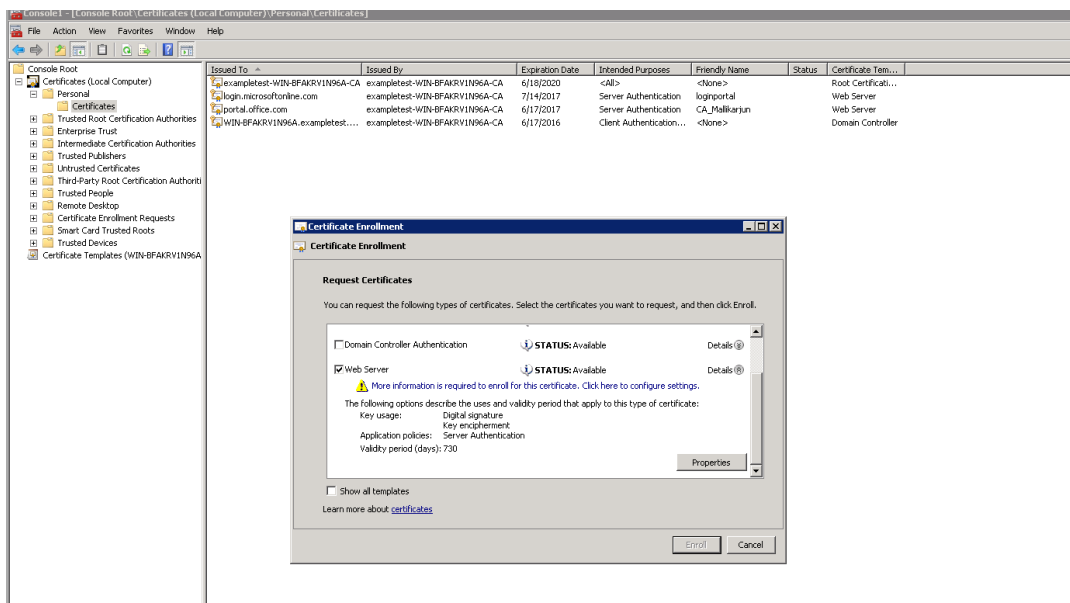 Console1 - [Console Root\Certificates (Local Computer)\Personal\Certificates]
File Action View Favorites Window Help
Console Root
Certificates (Local Computer)
Personal
Certificates
Trusted Root Certification Authorities
Enterprise Trust
Intermediate Certification Authorities
Trusted Publishers
Untrusted Certificates
Third-Party Root Certification Authoriti
Trusted People
Remote Desktop
Certificate Enrollment Requests
Smart Card Trusted Roots
Trusted Devices
Certificate Templates (WIN-BFAKRV1N96A
Issued To Issued By Expiration Date Intended Purposes Friendly Name Status Certificate Tem...
exampletest-WIN-BFAKRV1N96A-CA exampletest-WIN-BFAKRV1N96A-CA 6/18/2020 <All> <None> Root Certificati...
login.microsoftonline.com exampletest-WIN-BFAKRV1N96A-CA 7/14/2017 Server Authentication loginportal Web Server
portal.office.com exampletest-WIN-BFAKRV1N96A-CA 6/17/2017 Server Authentication CA_Mallikarjun Web Server
WIN-BFAKRV1N96A.exampletest.... exampletest-WIN-BFAKRV1N96A-CA 6/17/2016 Client Authentication... <None> Domain Controller
Certificate Enrollment
Certificate Enrollment
Request Certificates
You can request the following types of certificates. Select the certificates you want to request, and then click Enroll.
Domain Controller Authentication STATUS: Available Details
Web Server STATUS: Available Details
More information is required to enroll for this certificate. Click here to configure settings.
The following options describe the uses and validity period that apply to this type of certificate:
Key usage: Digital signature
Key encipherment
Application policies: Server Authentication
Validity period (days): 730
Properties
Show all templates
Learn more about certificates
Enroll Cancel